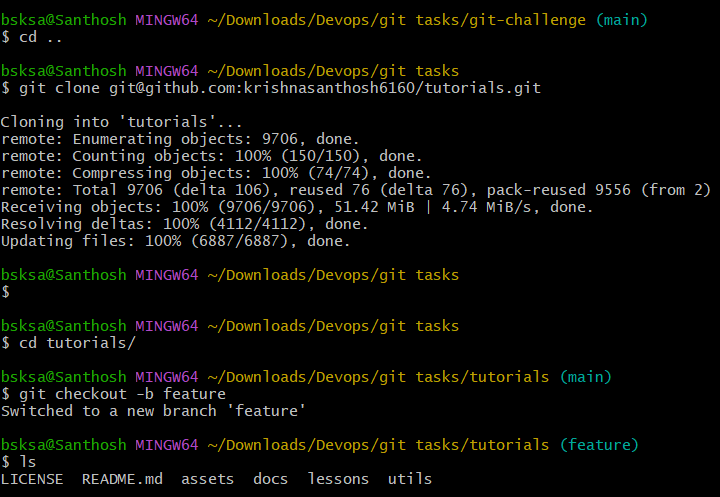 bsksa@Santhosh MINGW64 ~/Downloads/Devops/git tasks/git-challenge (main)
$ cd ..
bsksa@Santhosh MINGW64 ~/Downloads/Devops/git tasks
$ git clone git@github.com:krishnasanthosh6160/tutorials.git
Cloning into 'tutorials'...
remote: Enumerating objects: 9706, done.
remote: Counting objects: 100% (150/150), done.
remote: Compressing objects: 100% (74/74), done.
remote: Total 9706 (delta 106), reused 76 (delta 76), pack-reused 9556 (from 2)
Receiving objects: 100% (9706/9706), 51.42 MiB | 4.74 MiB/s, done.
Resolving deltas: 100% (4112/4112), done.
Updating files: 100% (6887/6887), done.
bsksa@Santhosh MINGW64 ~/Downloads/Devops/git tasks
$
bsksa@Santhosh MINGW64 ~/Downloads/Devops/git tasks
$ cd tutorials/
bsksa@Santhosh MINGW64 ~/Downloads/Devops/git tasks/tutorials (main)
$ git checkout -b feature
Switched to a new branch 'feature'
bsksa@Santhosh MINGW64 ~/Downloads/Devops/git tasks/tutorials (feature)
$ ls
LICENSE  README.md  assets  docs  lessons  utils